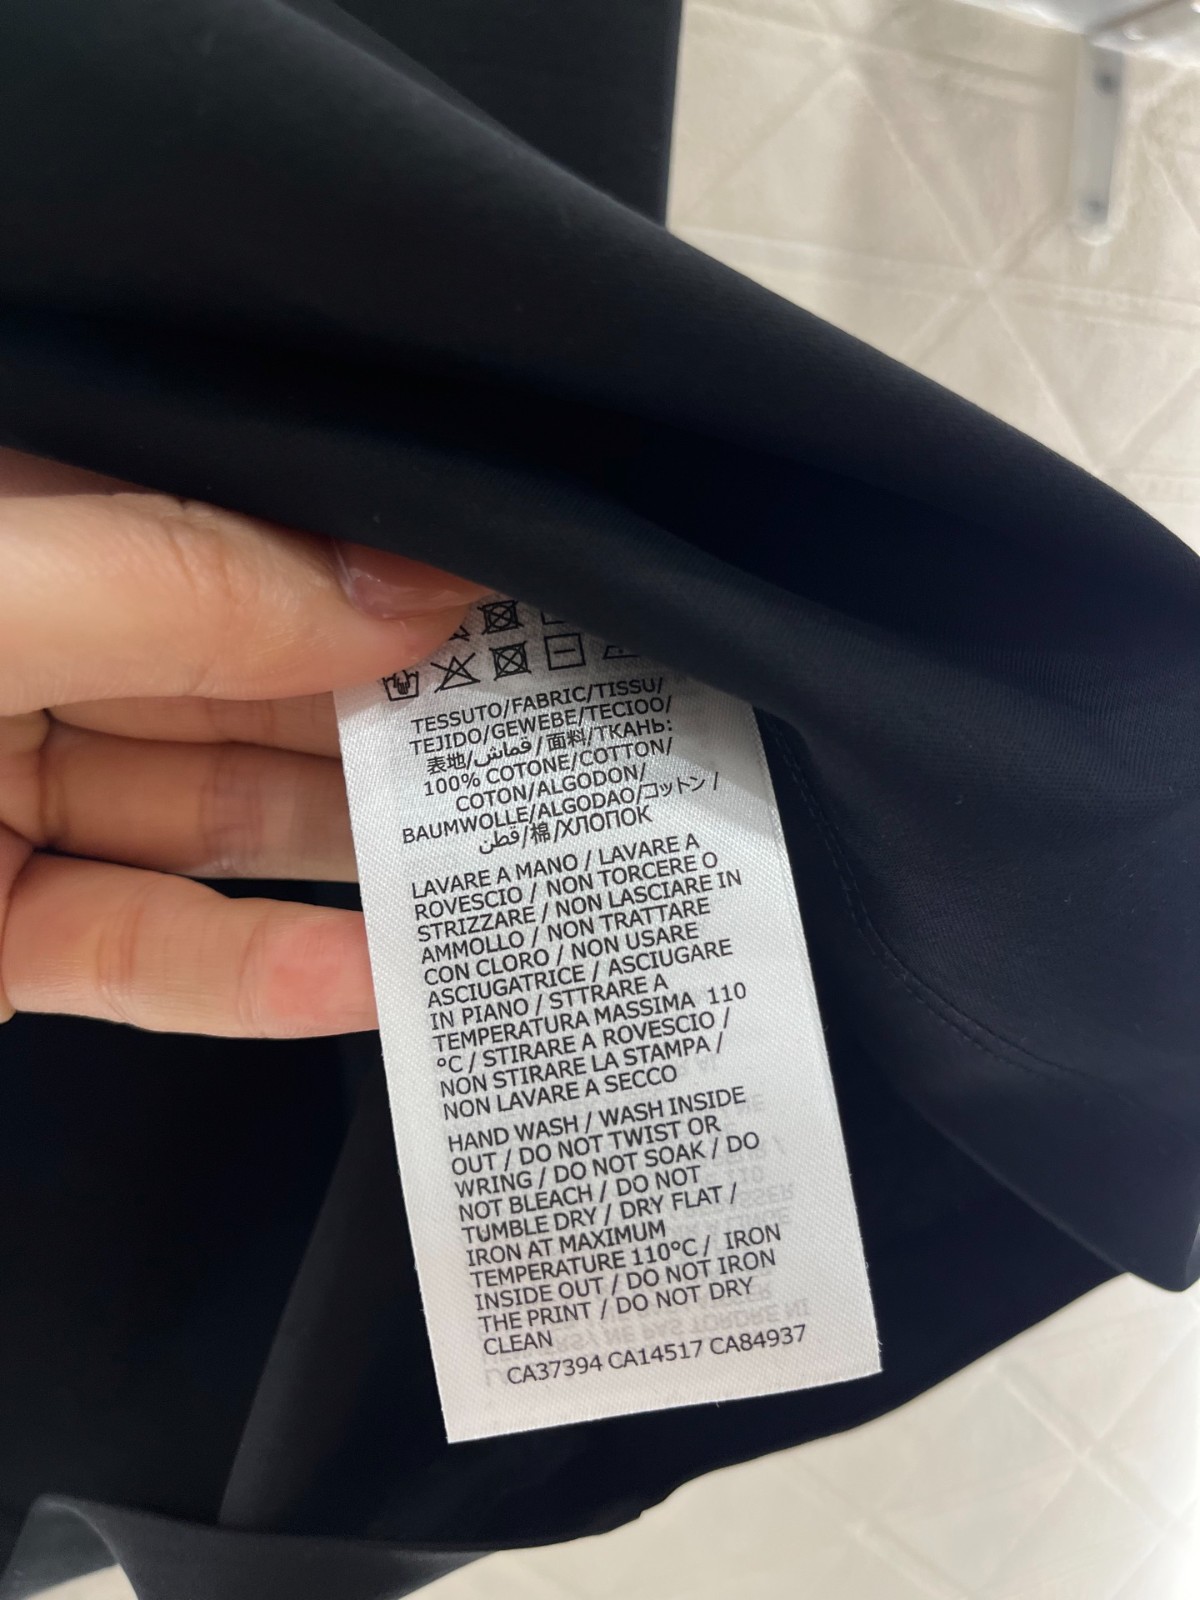 TESSUTO/FABRIC/TISSU/
TEJIDO/GEWEBE/TECIOO/
表地/قماش/面料/ТКАНЬ:
100% COTONE/COTTON/
COTON/ALGODON/
BAUMWOLLE/ALGODAO/コットン/
قطن/棉/ХЛОПОК
LAVARE A MANO / LAVARE A
ROVESCIO / NON TORCERE O
STRIZZARE / NON LASCIARE IN
AMMOLLO / NON TRATTARE
CON CLORO / NON USARE
ASCIUGATRICE / ASCIUGARE
IN PIANO / STTRARE A
TEMPERATURA MASSIMA 110
°C / STIRARE A ROVESCIO /
NON STIRARE LA STAMPA /
NON LAVARE A SECCO
HAND WASH / WASH INSIDE
OUT / DO NOT TWIST OR
WRING / DO NOT SOAK / DO
NOT BLEACH / DO NOT
TUMBLE DRY / DRY FLAT /
IRON AT MAXIMUM
TEMPERATURE 110°C / IRON
INSIDE OUT / DO NOT IRON
THE PRINT / DO NOT DRY
CLEAN
CA37394 CA14517 CA84937